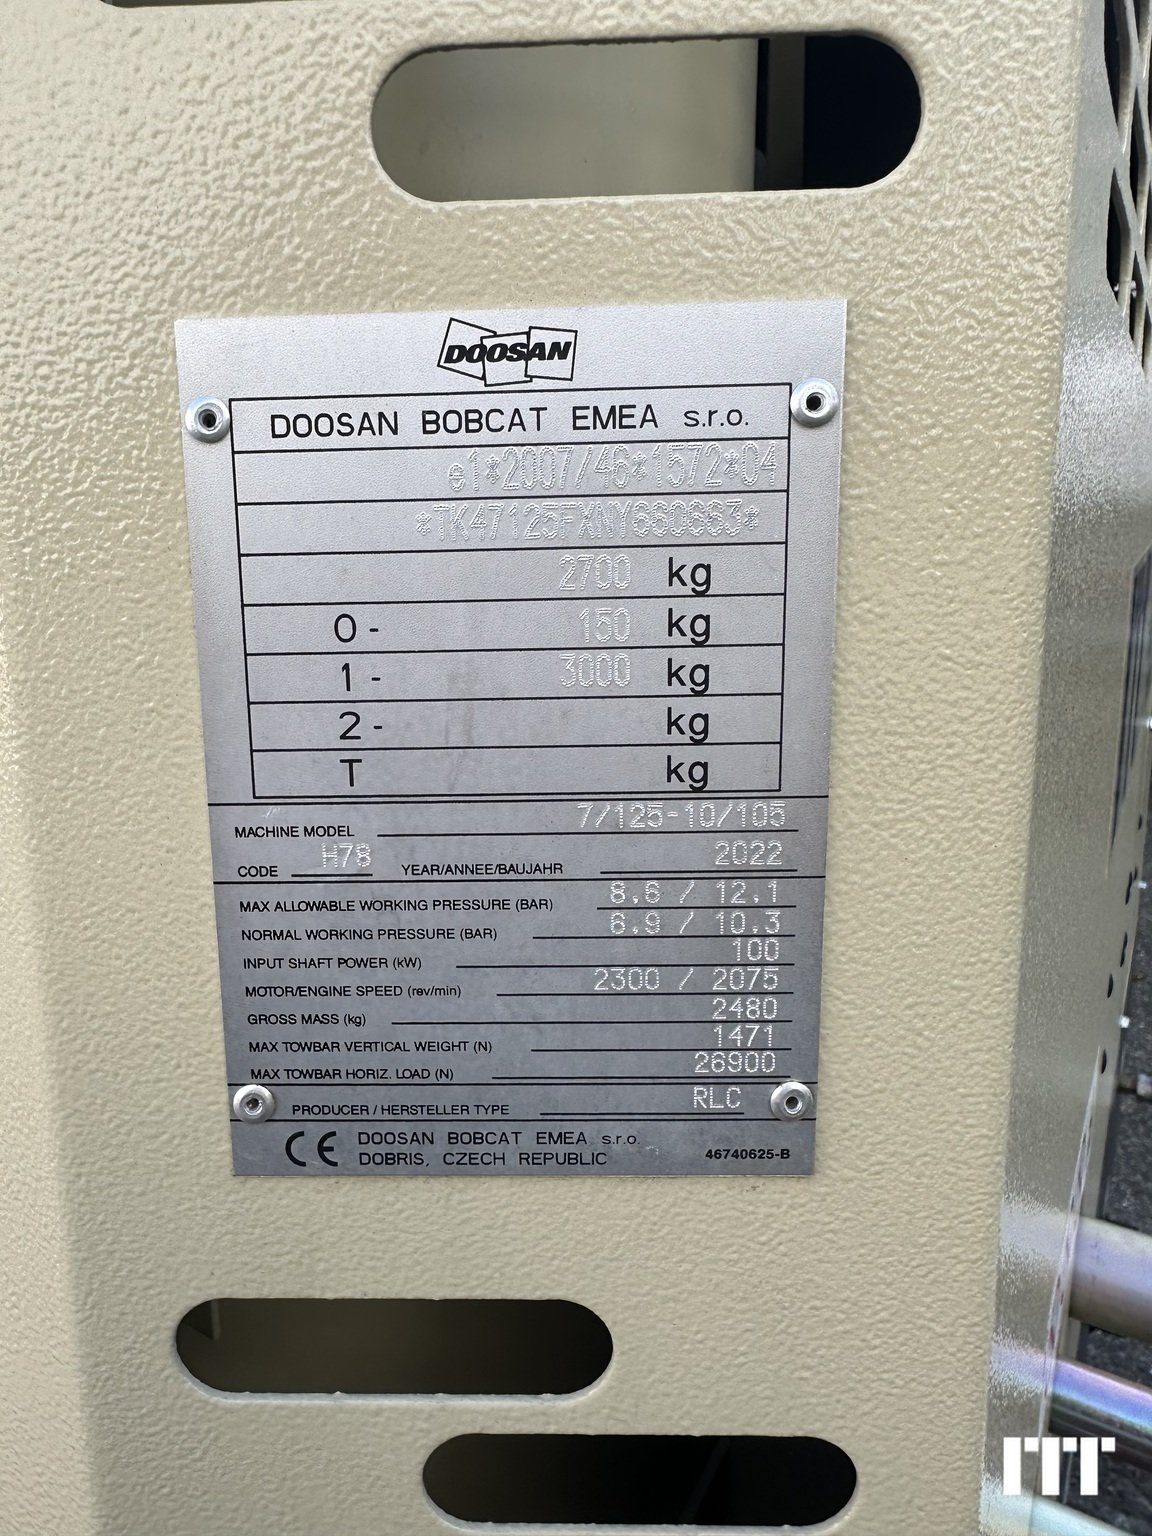 DOOSAN
DOOSAN BOBCAT EMEA s.r.o.
e1*2007/46*1572*04
*TK47125FXNY660663*
2700 kg
0 - 150 kg
1 - 3000 kg
2 - kg
T kg
MACHINE MODEL 7/125-10/105
CODE H78 YEAR/ANNEE/BAUJAHR 2022
MAX ALLOWABLE WORKING PRESSURE (BAR) 8.6 / 12.1
NORMAL WORKING PRESSURE (BAR) 6.9 / 10.3
INPUT SHAFT POWER (kW) 100
MOTOR/ENGINE SPEED (rev/min) 2300 / 2075
GROSS MASS (kg) 2480
MAX TOWBAR VERTICAL WEIGHT (N) 1471
MAX TOWBAR HORIZ. LOAD (N) 26900
PRODUCER / HERSTELLER TYPE RLC
CE DOOSAN BOBCAT EMEA s.r.o.
DOBRIS, CZECH REPUBLIC 46740625-B